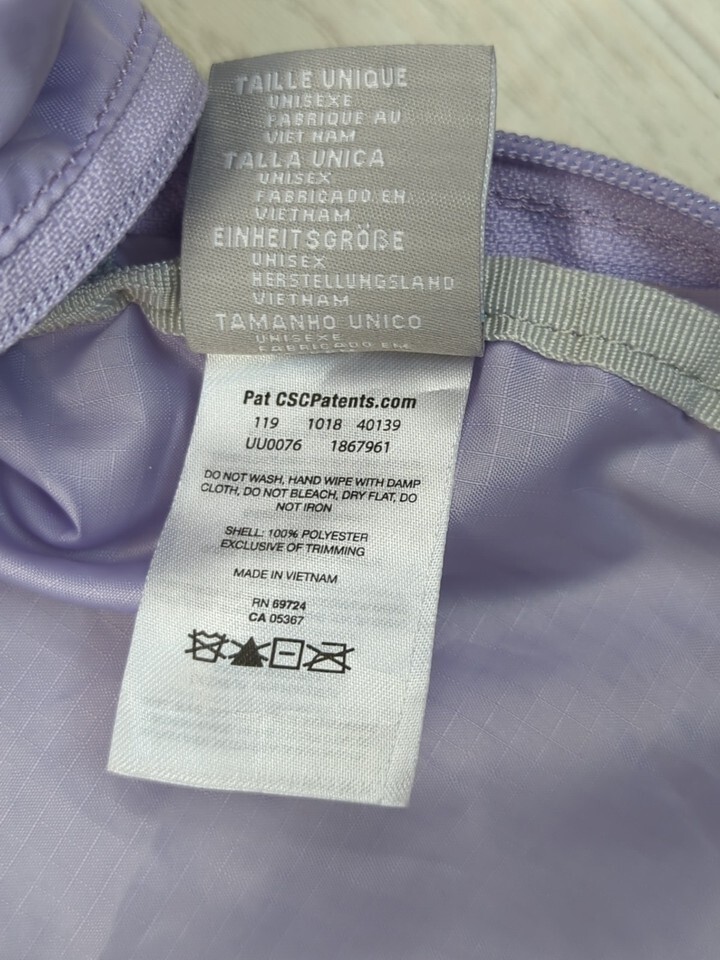 TAILLE UNIQUE
UNISEXE
FABRIQUE AU
VIET NAM
TALLA UNICA
UNISEX
FABRICADO EN
VIETNAM
EINHEITSGRÖßE
UNISEX
HERSTELLUNGSLAND
VIETNAM
TAMANHO UNICO
UNISEXE
FABRICADO EM
Pat CSCPatents.com
119 1018 40139
UU0076 1867961
DO NOT WASH, HAND WIPE WITH DAMP
CLOTH, DO NOT BLEACH, DRY FLAT, DO
NOT IRON
SHELL: 100% POLYESTER
EXCLUSIVE OF TRIMMING
MADE IN VIETNAM
RN 69724
CA 05367